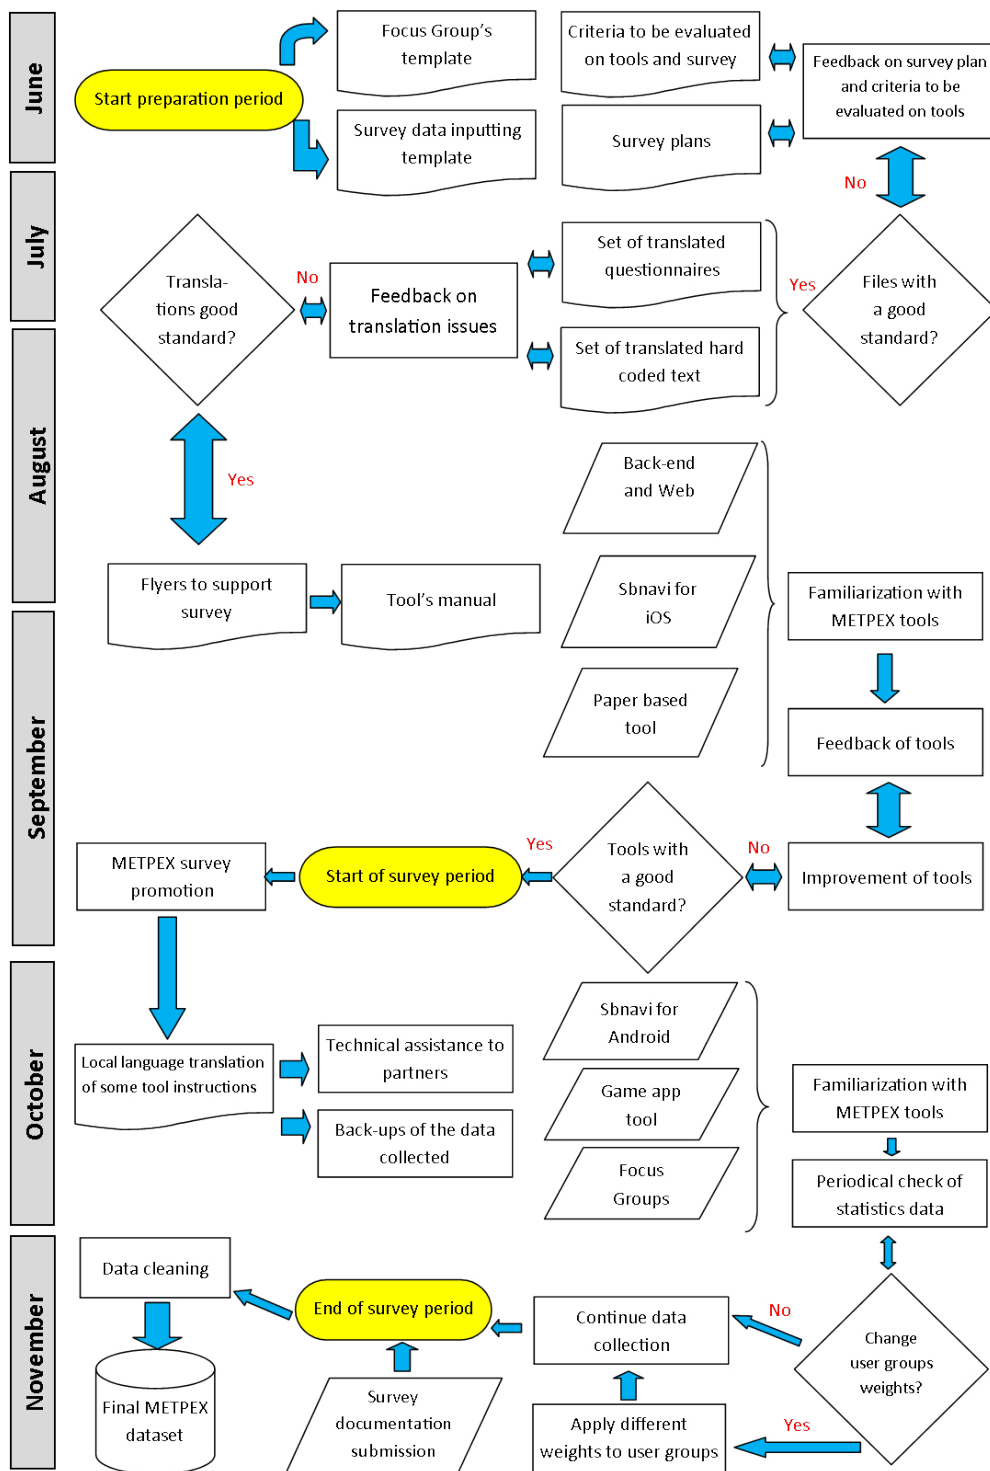 June
Start preparation period
Focus Group's
template
Survey data inputting
template
Criteria to be evaluated
on tools and survey
Survey plans
Feedback on survey plan
and criteria to be
evaluated on tools
No
July
Transla-
tions good
standard?
No
Feedback on
translation issues
Set of translated
questionnaires
Set of translated hard
coded text
Yes
Files with
a good
standard?
August
Yes
Back-end
and Web
Flyers to support
survey
Tool's manual
Sbnavi for
iOS
Familiarization with
METPEX tools
September
Paper based
tool
Feedback of tools
METPEX survey
promotion
Start of survey period
Yes
Tools with
a good
standard?
No
Improvement of tools
October
Sbnavi for
Android
Local language translation
of some tool instructions
Technical assistance to
partners
Back-ups of the data
collected
Game app
tool
Focus
Groups
Familiarization with
METPEX tools
Periodical check of
statistics data
November
Data cleaning
End of survey period
Continue data
collection
No
Change
user groups
weights?
Final METPEX
dataset
Survey
documentation
submission
Apply different
weights to user groups
Yes